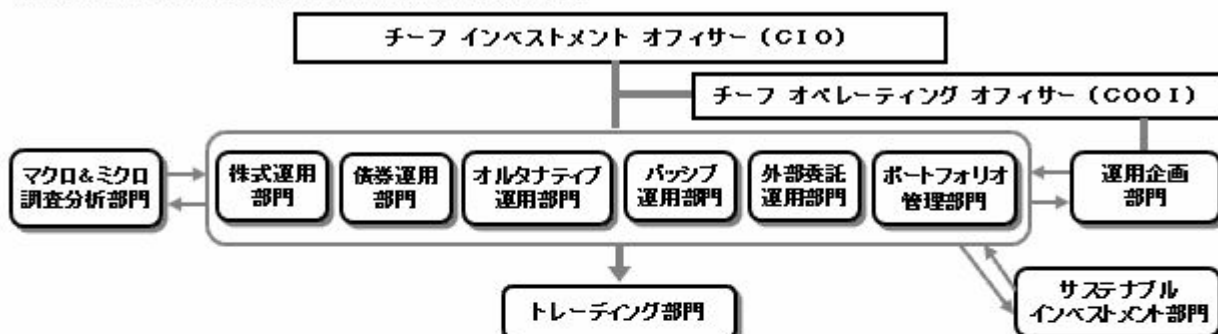 チーフ インベストメント オフィサー（CIO）
チーフ オペレーティング オフィサー（COOI）
マクロ&ミクロ
調査分析部門
株式運用
部門
債券運用
部門
オルタナティブ
運用部門
パッシブ
運用部門
外部委託
運用部門
ポートフォリオ
管理部門
運用企画
部門
トレーディング部門
サステナブル
インベストメント部門